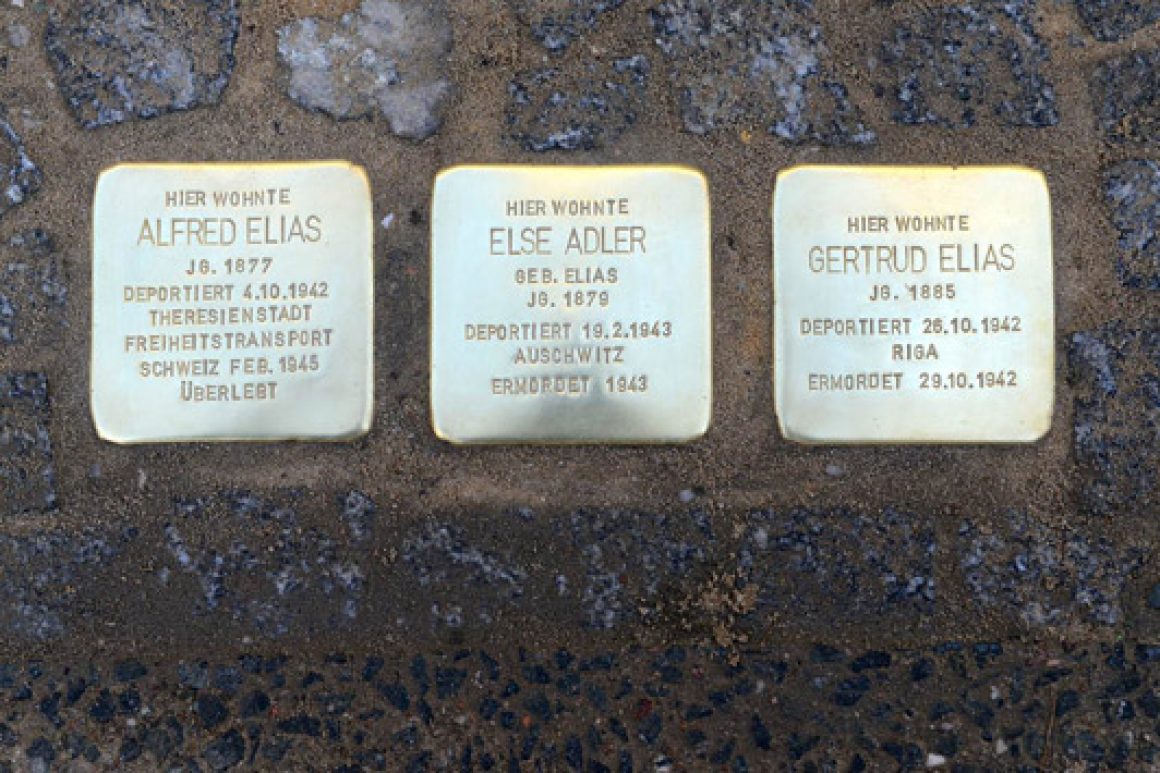 HIER WOHNTE
ALFRED ELIAS
JG. 1877
DEPORTIERT 4.10.1942
THERESIENSTADT
FREIHEITSTRANSPORT
SCHWEIZ FEB. 1945
ÜBERLEBT
HIER WOHNTE
ELSE ADLER
GEB. ELIAS
JG. 1879
DEPORTIERT 19.2.1943
AUSCHWITZ
ERMORDET 1943
HIER WOHNTE
GERTRUD ELIAS
JG. 1885
DEPORTIERT 26.10.1942
RIGA
ERMORDET 29.10.1942